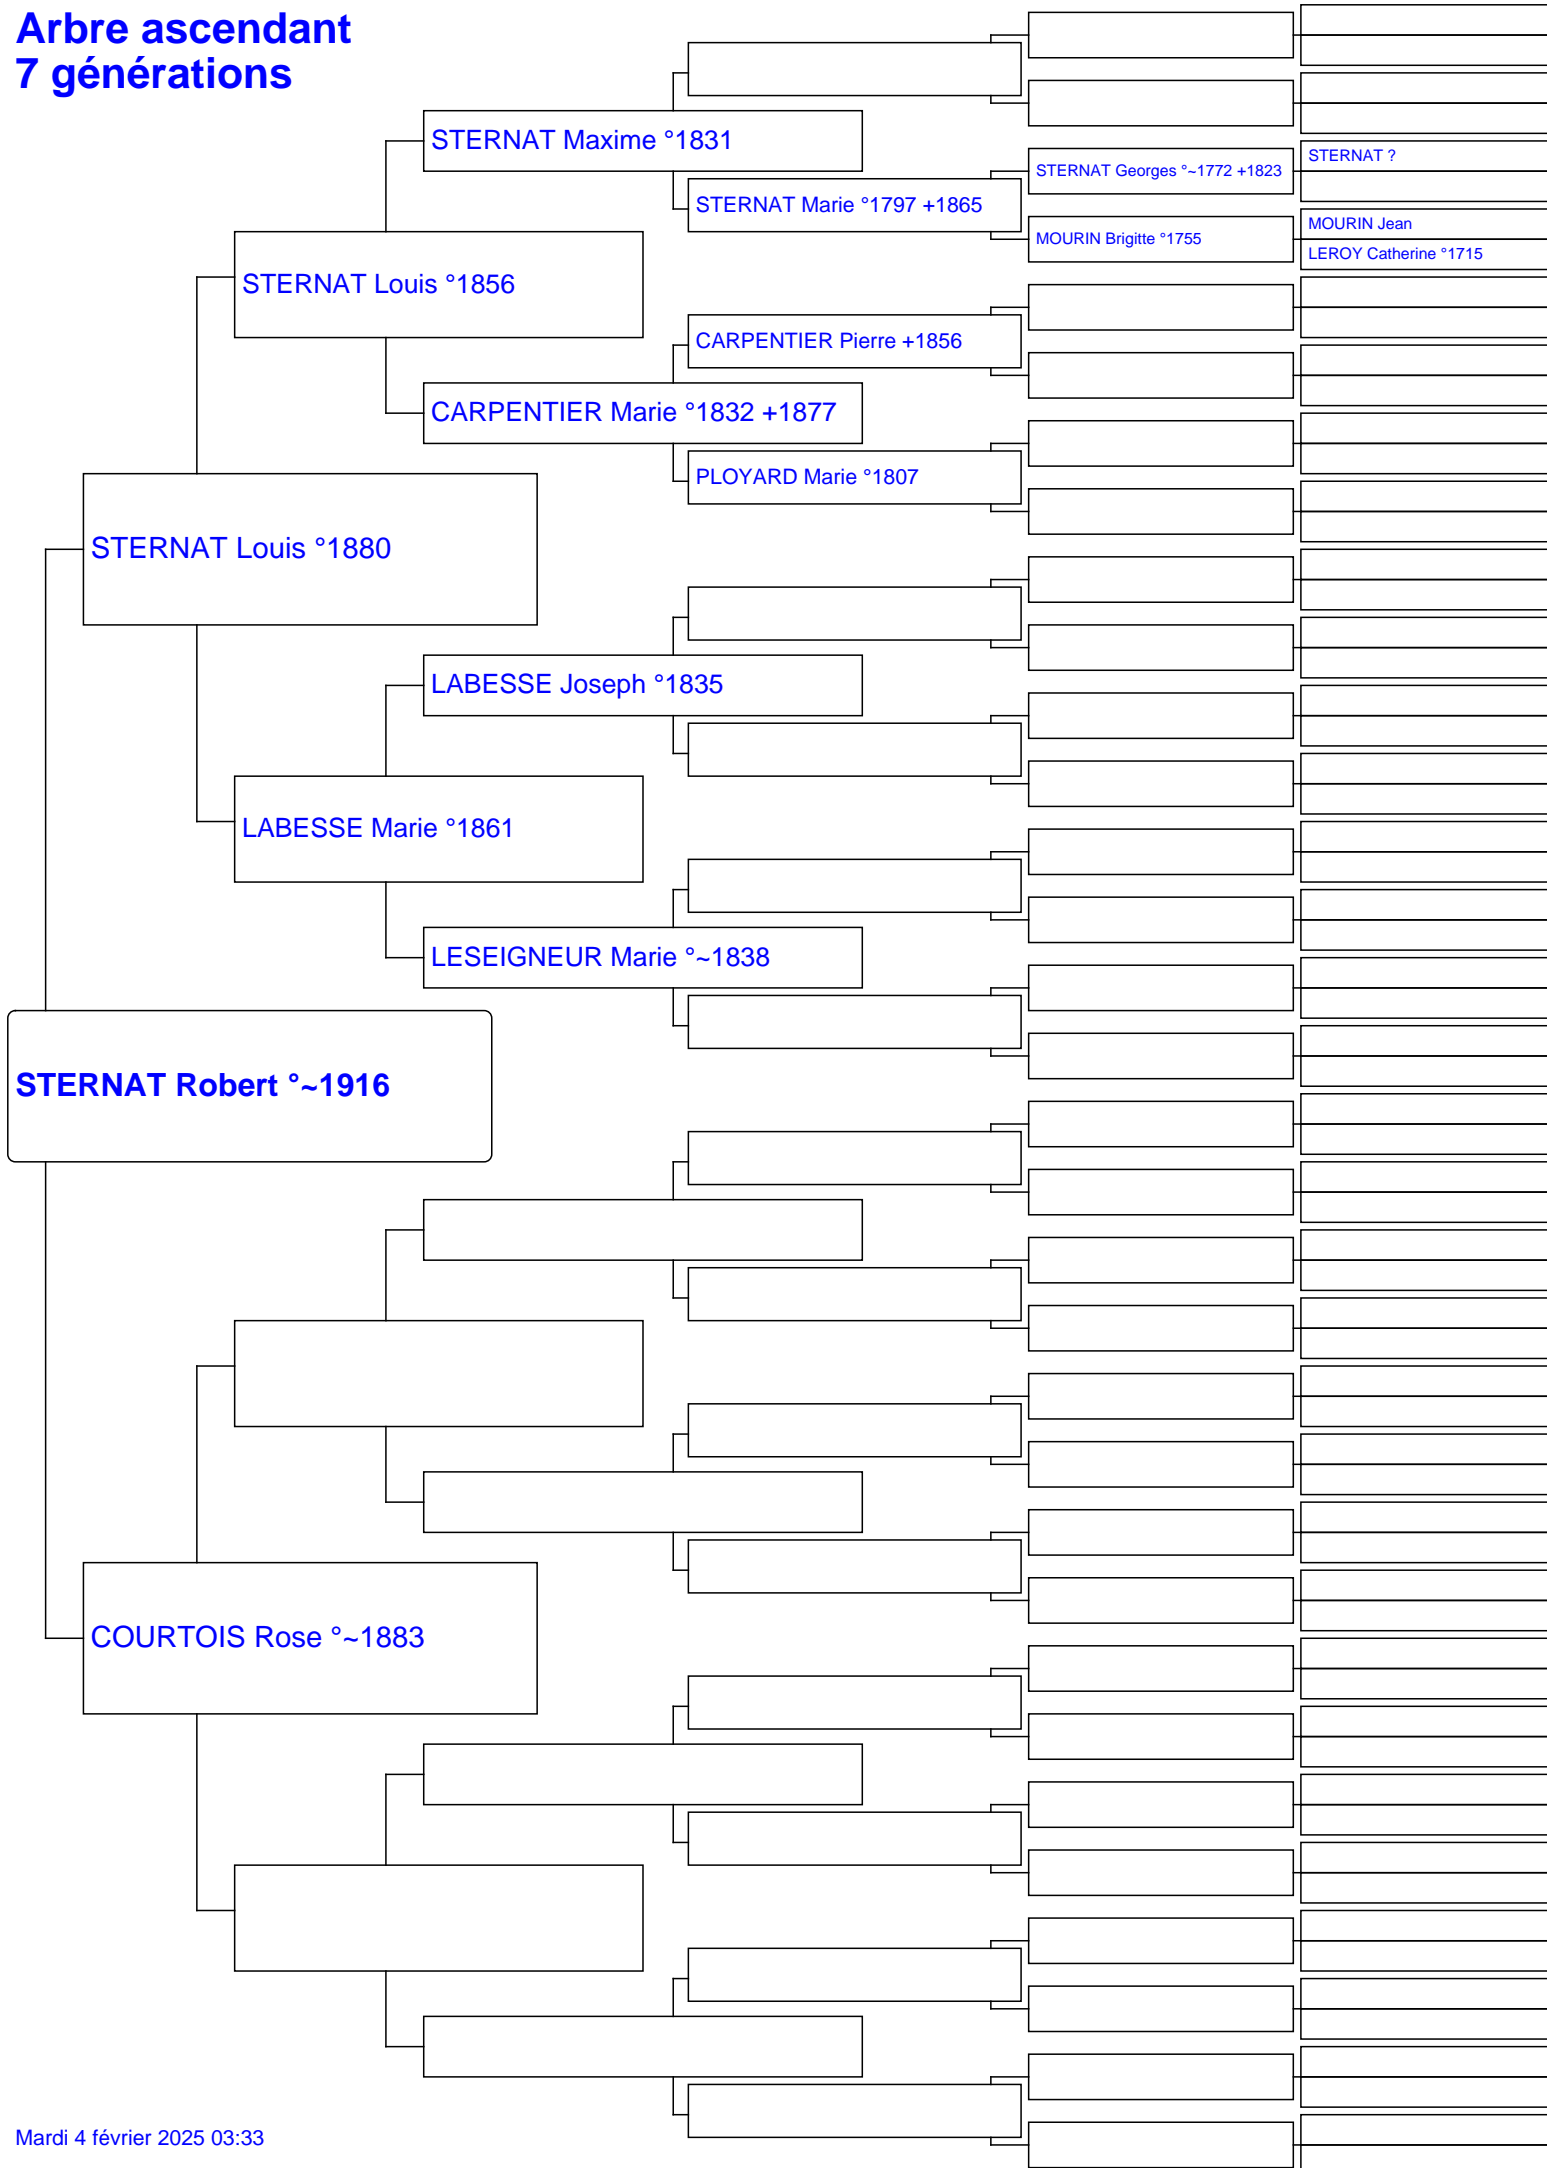 Arbre ascendant
7 générations
STERNAT Maxime °1831
STERNAT ?
STERNAT Georges °~1772 +1823
STERNAT Marie °1797 +1865
MOURIN Jean
MOURIN Brigitte °1755
LEROY Catherine °1715
STERNAT Louis °1856
CARPENTIER Pierre +1856
CARPENTIER Marie °1832 +1877
PLOYARD Marie °1807
STERNAT Louis °1880
LABESSE Joseph °1835
LABESSE Marie °1861
LESEIGNEUR Marie °~1838
STERNAT Robert °~1916
COURTOIS Rose °~1883
Mardi 4 février 2025 03:33